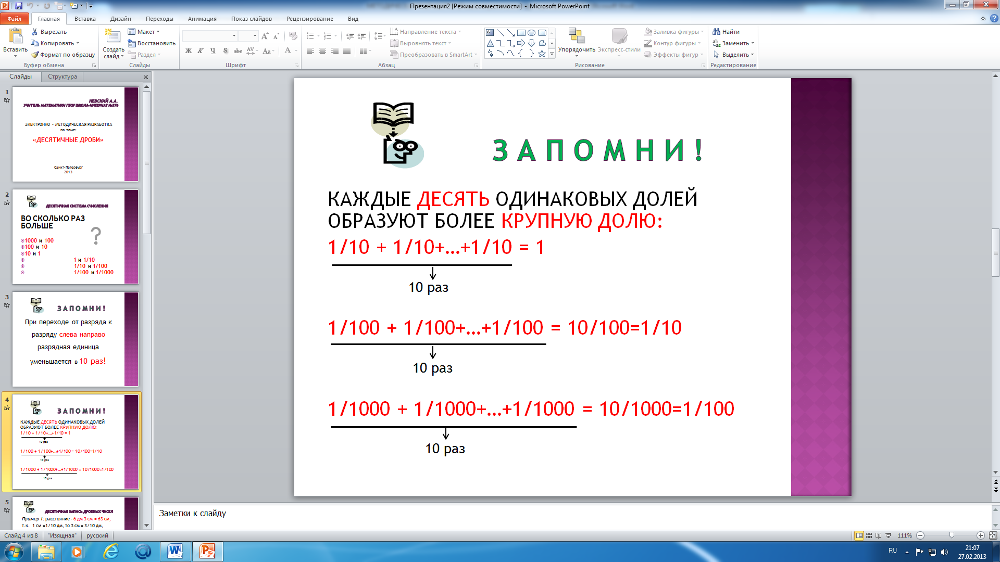 Презентация2 [Режим совместимости] - Microsoft PowerPoint
Файл Главная Вставка Дизайн Переходы Анимация Показ слайдов Рецензирование Вид
Вставить
Вырезать
Копировать
Формат по образцу
Буфер обмена
Создать слайд
Макет
Восстановить
Раздел
Слайды
Ж К Ч S abc AV Aa А
Шрифт
Направление текста
Выровнять текст
Преобразовать в SmartArt
Абзац
Упорядочить
Экспресс-стили
Заливка фигуры
Контур фигуры
Эффекты фигур
Рисование
Найти
Заменить
Выделить
Редактирование
Слайды Структура
1
НЕВСКИЙ А.А.
УЧИТЕЛЬ МАТЕМАТИКИ ГБОУ ШКОЛА-ИНТЕРНАТ №576
ЭЛЕКТРОННО - МЕТОДИЧЕСКАЯ РАЗРАБОТКА
по теме:
«ДЕСЯТИЧНЫЕ ДРОБИ»
Санкт-Петербург
2013
2
ДЕСЯТИЧНАЯ СИСТЕМА СЧИСЛЕНИЯ
ВО СКОЛЬКО РАЗ
БОЛЬШЕ
?
1000 и 100
100 и 10
10 и 1
1 и 1/10
1/10 и 1/100
1/100 и 1/1000
3
З А П О М Н И !
При переходе от разряда к
разряду слева направо
разрядная единица
уменьшается в 10 раз!
4
З А П О М Н И !
КАЖДЫЕ ДЕСЯТЬ ОДИНАКОВЫХ ДОЛЕЙ
ОБРАЗУЮТ БОЛЕЕ КРУПНУЮ ДОЛЮ:
1/10 + 1/10+…+1/10 = 1
10 раз
1/100 + 1/100+…+1/100 = 10/100=1/10
10 раз
1/1000 + 1/1000+…+1/1000 = 10/1000=1/100
10 раз
5
ДЕСЯТИЧНАЯ ЗАПИСЬ ДРОБНЫХ ЧИСЕЛ
Пример 1: расстояние - 6 дм 3 см = 63 см,
т.к. 1 см =1/10 дм, то 3 см = 3/10 дм,
З А П О М Н И !
КАЖДЫЕ ДЕСЯТЬ ОДИНАКОВЫХ ДОЛЕЙ
ОБРАЗУЮТ БОЛЕЕ КРУПНУЮ ДОЛЮ:
1/10 + 1/10+…+1/10 = 1
10 раз
1/100 + 1/100+…+1/100 = 10/100=1/10
10 раз
1/1000 + 1/1000+…+1/1000 = 10/1000=1/100
10 раз
Заметки к слайду
Слайд 4 из 8 "Изящная" русский 111%
RU 21:07
27.02.2013